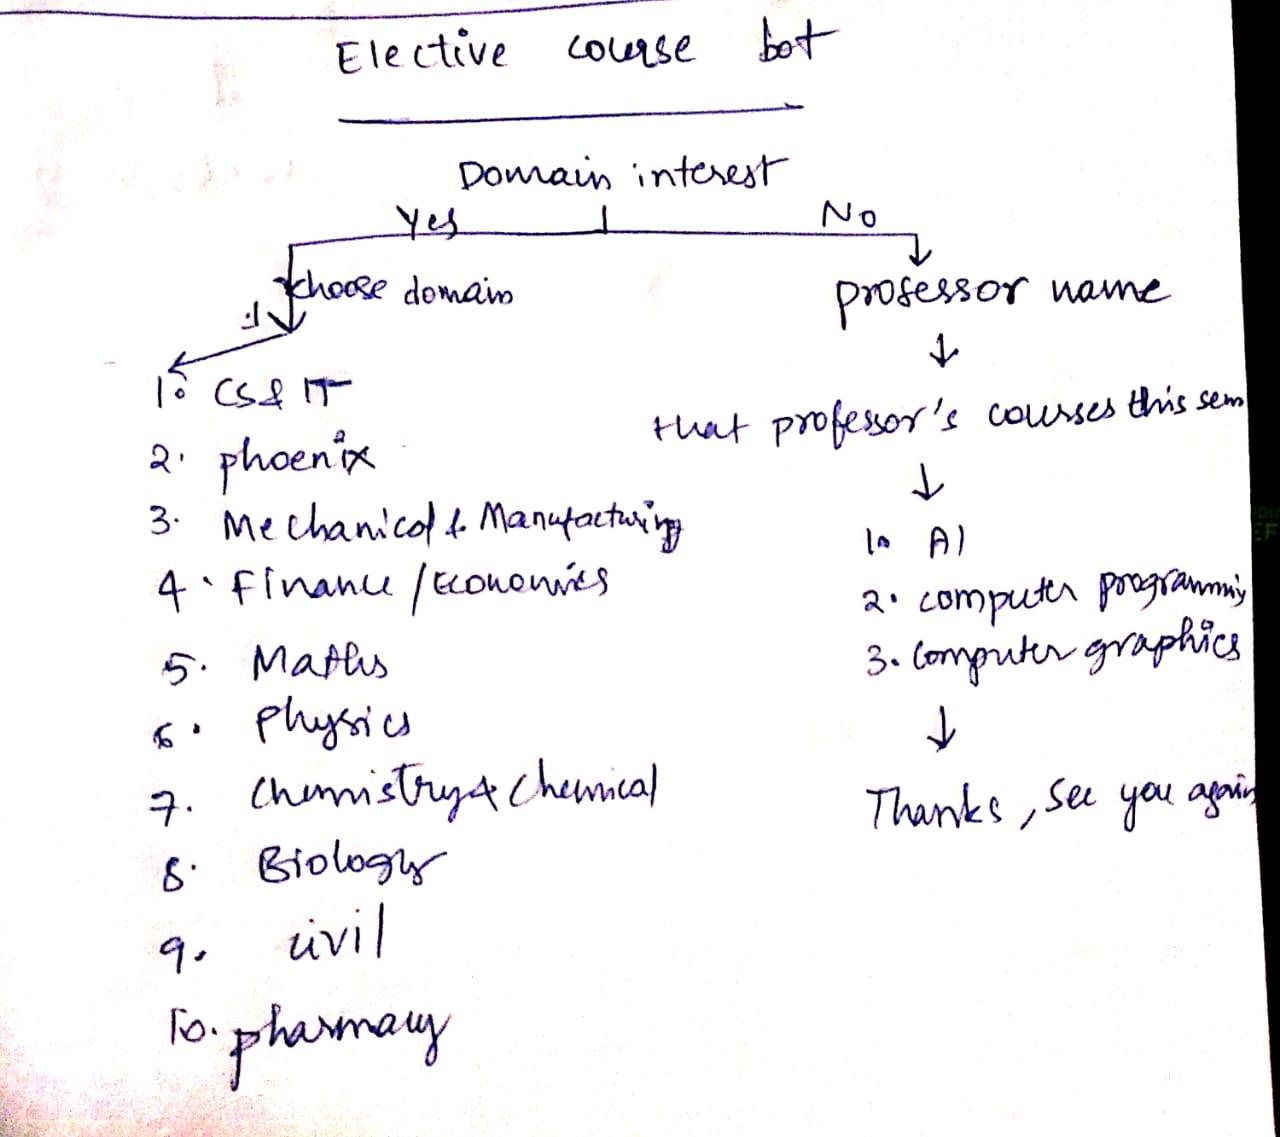 Elective course bot
Domain interest
Yes
No
choose domain
professor name
1. CS & IT
2. phoenix
3. Mechanical & Manufacturing
4. Finance / Economics
5. Maths
6. Physics
7. Chemistry & Chemical
8. Biology
9. civil
10. pharmacy
that professor's courses this sem
1. AI
2. computer programming
3. Computer graphics
Thanks, see you again